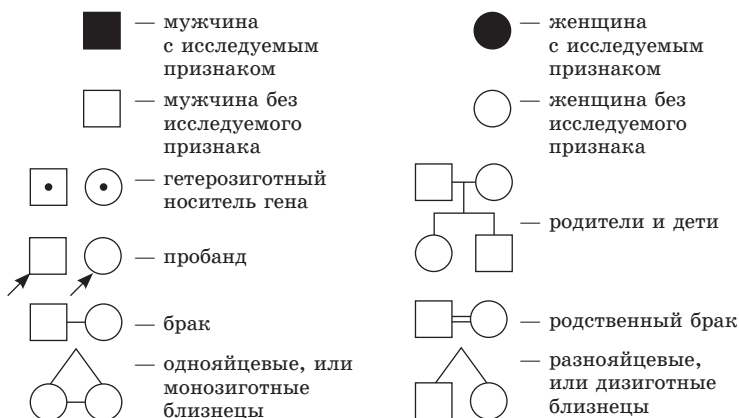 — мужчина
с исследуемым
признаком
— женщина
с исследуемым
признаком
— мужчина без
исследуемого
признака
— женщина без
исследуемого
признака
— гетерозиготный
носитель гена
— родители и дети
— пробанд
— брак
— родственный брак
— однояйцевые, или
монозиготные
близнецы
— разнояйцевые,
или дизиготные
близнецы